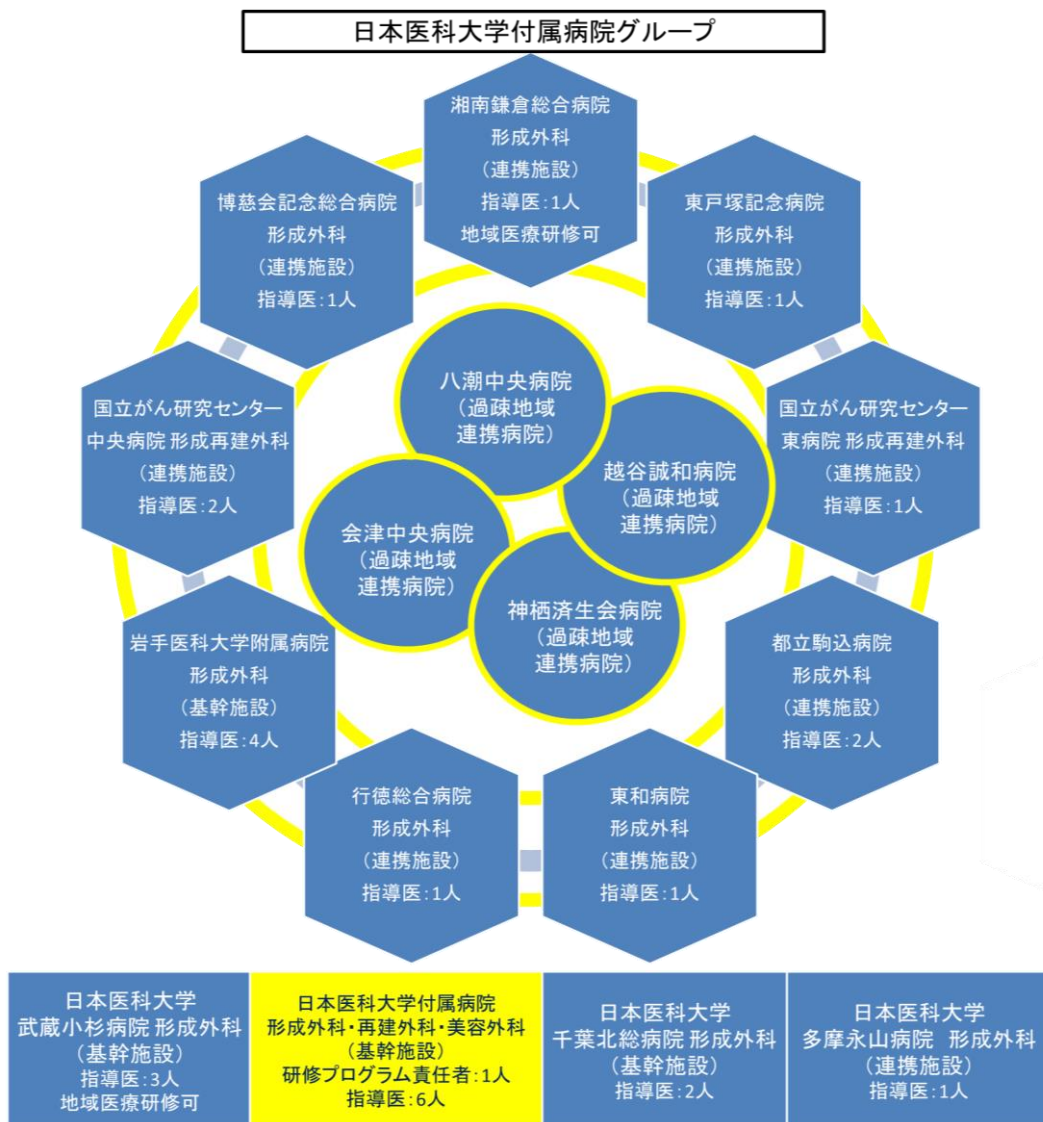 日本医科大学付属病院グループ
湘南鎌倉総合病院
形成外科
(連携施設)
指導医:1人
地域医療研修可
博慈会記念総合病院
形成外科
(連携施設)
指導医:1人
東戸塚記念病院
形成外科
(連携施設)
指導医:1人
国立がん研究センター
中央病院 形成再建外科
(連携施設)
指導医:2人
八潮中央病院
(過疎地域
連携病院)
越谷誠和病院
(過疎地域
連携病院)
国立がん研究センター
東病院 形成再建外科
(連携施設)
指導医:1人
会津中央病院
(過疎地域
連携病院)
神栖済生会病院
(過疎地域
連携病院)
岩手医科大学附属病院
形成外科
(基幹施設)
指導医:4人
都立駒込病院
形成外科
(連携施設)
指導医:2人
行徳総合病院
形成外科
(連携施設)
指導医:1人
東和病院
形成外科
(連携施設)
指導医:1人
日本医科大学
武蔵小杉病院 形成外科
(基幹施設)
指導医:3人
地域医療研修可
日本医科大学付属病院
形成外科・再建外科・美容外科
(基幹施設)
研修プログラム責任者:1人
指導医:6人
日本医科大学
千葉北総病院 形成外科
(基幹施設)
指導医:2人
日本医科大学
多摩永山病院 形成外科
(連携施設)
指導医:1人